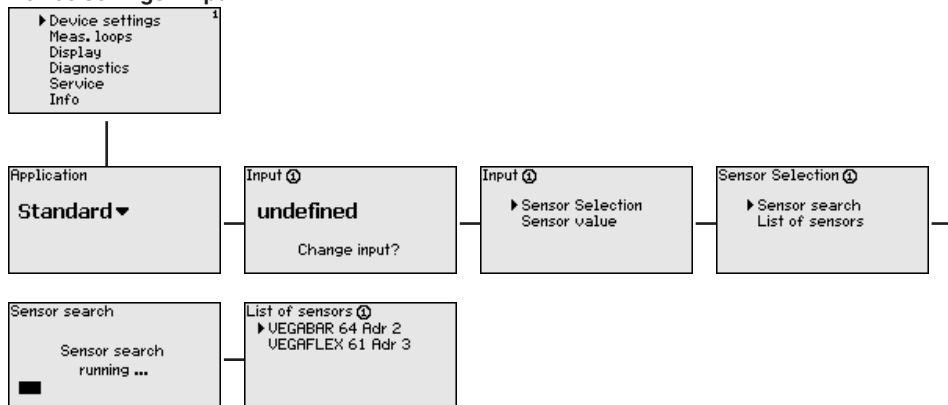 ▶Device settings 1
Meas. loops
Display
Diagnostics
Service
Info
Application
Standard▼
Input ①
undefined
Change input?
Input ①
▶Sensor Selection
Sensor value
Sensor Selection ①
▶Sensor search
List of sensors
Sensor search
Sensor search
running ...
List of sensors ①
▶VEGABAR 64 Adr 2
VEGAFLEX 61 Adr 3